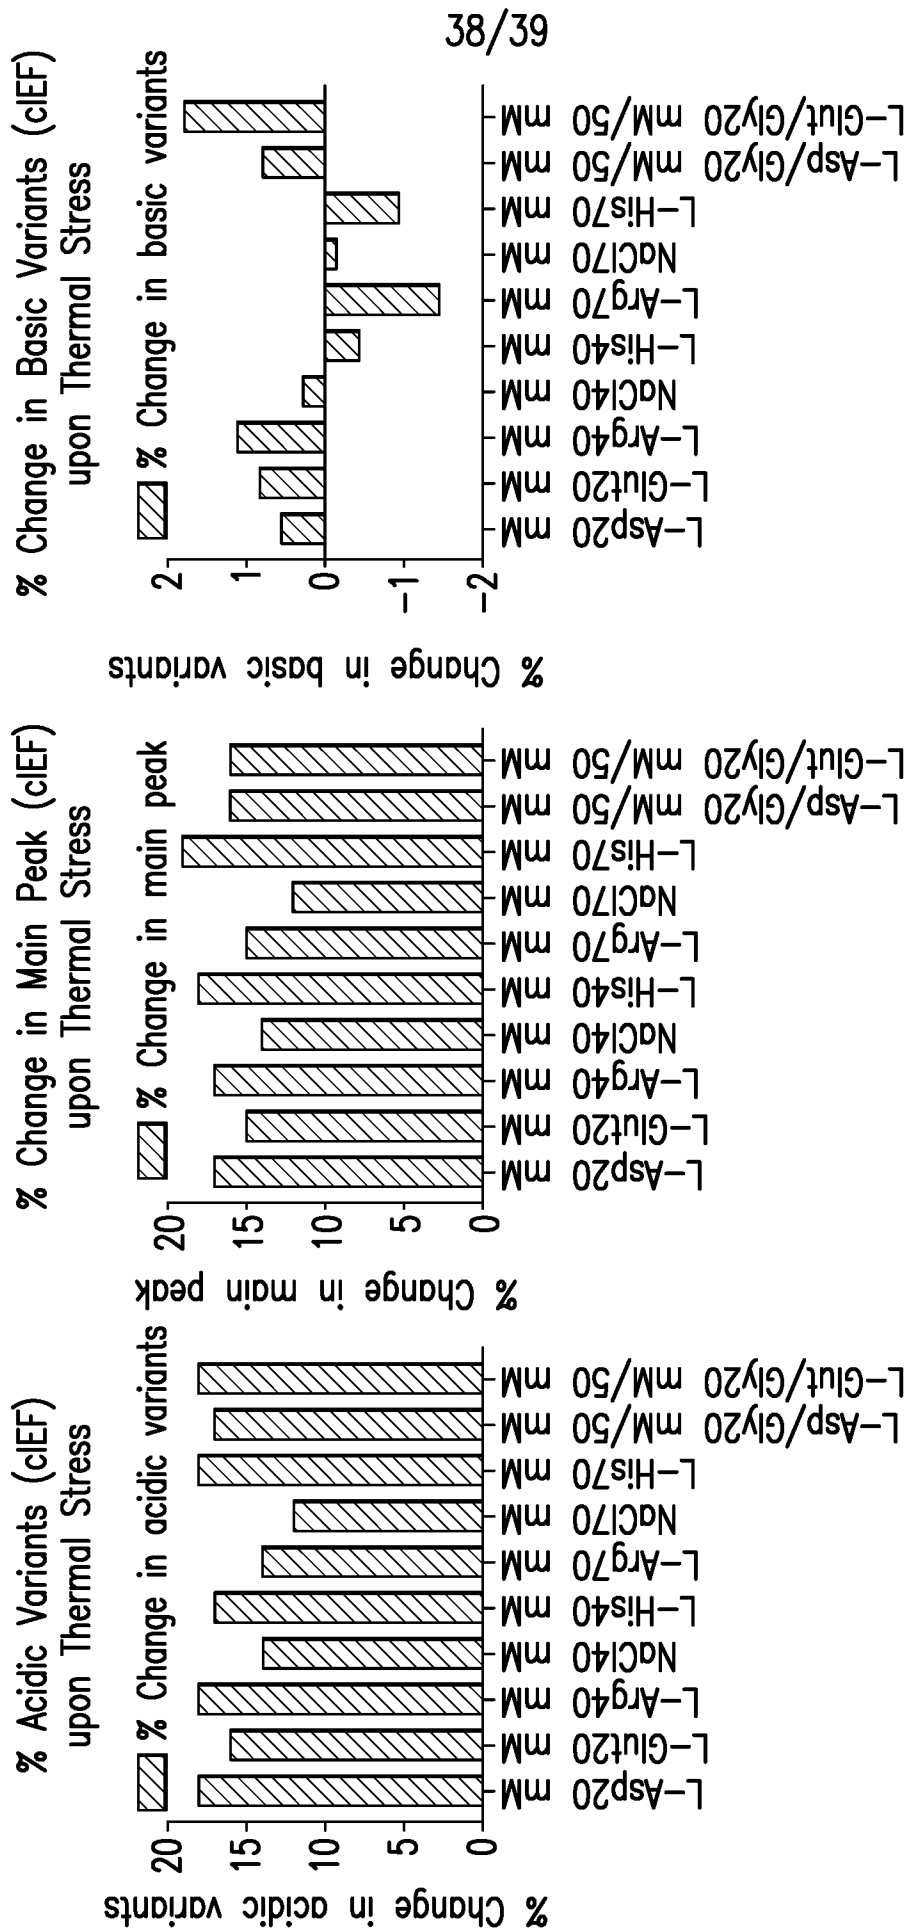 38/39
% Acidic Variants (cIEF)
upon Thermal Stress
% Change in acidic variants
% Change in acidic variants
20
15
10
5
0
L-Asp20 mM
L-Glut20 mM
L-Arg40 mM
NaCl40 mM
L-His40 mM
L-Arg70 mM
NaCl70 mM
L-His70 mM
L-Asp/Gly20 mM/50 mM
L-Glut/Gly20 mM/50 mM
% Change in Main Peak (cIEF)
upon Thermal Stress
% Change in main peak
% Change in main peak
20
15
10
5
0
L-Asp20 mM
L-Glut20 mM
L-Arg40 mM
NaCl40 mM
L-His40 mM
L-Arg70 mM
NaCl70 mM
L-His70 mM
L-Asp/Gly20 mM/50 mM
L-Glut/Gly20 mM/50 mM
% Change in Basic Variants (cIEF)
upon Thermal Stress
% Change in basic variants
% Change in basic variants
2
1
0
-1
-2
L-Asp20 mM
L-Glut20 mM
L-Arg40 mM
NaCl40 mM
L-His40 mM
L-Arg70 mM
NaCl70 mM
L-His70 mM
L-Asp/Gly20 mM/50 mM
L-Glut/Gly20 mM/50 mM